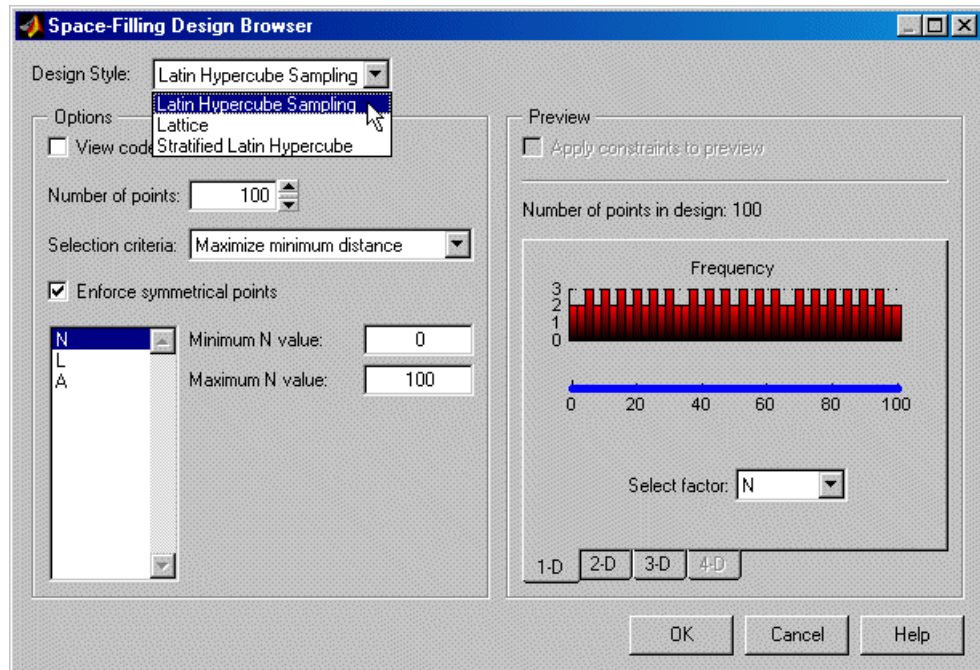 Space-Filling Design Browser
Design Style: Latin Hypercube Sampling
Latin Hypercube Sampling
Lattice
Stratified Latin Hypercube
Options
View code
Number of points: 100
Selection criteria: Maximize minimum distance
Enforce symmetrical points
N
L
A
Minimum N value: 0
Maximum N value: 100
Preview
Apply constraints to preview
Number of points in design: 100
Frequency
3
2
1
0
0 20 40 60 80 100
Select factor: N
1-D 2-D 3-D 4-D
OK Cancel Help